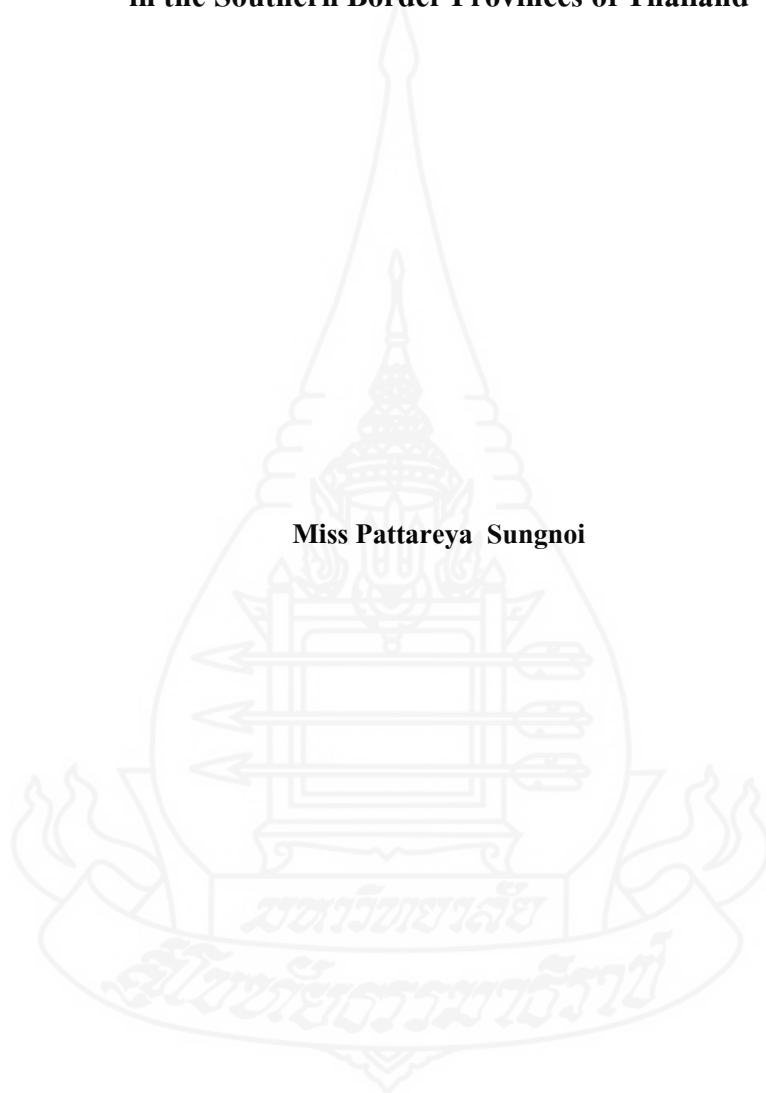 in the Southern Border Provinces of Thailand
Miss Pattareya Sungnoi
มหาวิทยาลัย
สุโขทัยธรรมาธิราช